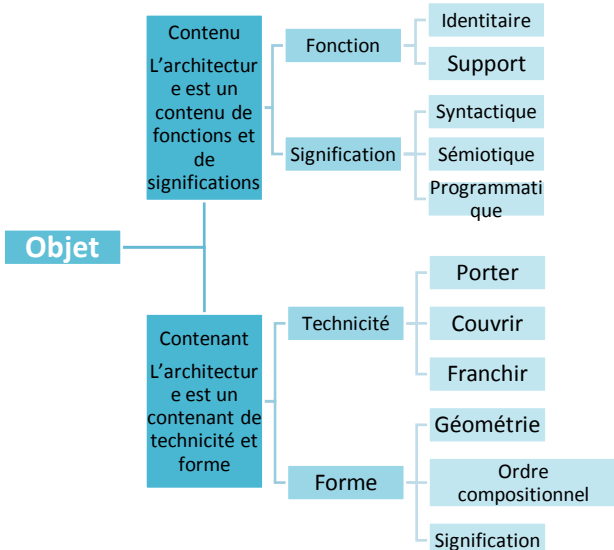 Objet
Contenu
L'architectur
e est un
contenu de
fonctions et
de
significations
Fonction
Identitaire
Support
Signification
Syntactique
Sémiotique
Programmati
que
Contenant
L'architectur
e est un
contenant de
technicité et
forme
Technicité
Porter
Couvrir
Franchir
Forme
Géométrie
Ordre
compositionnel
Signification